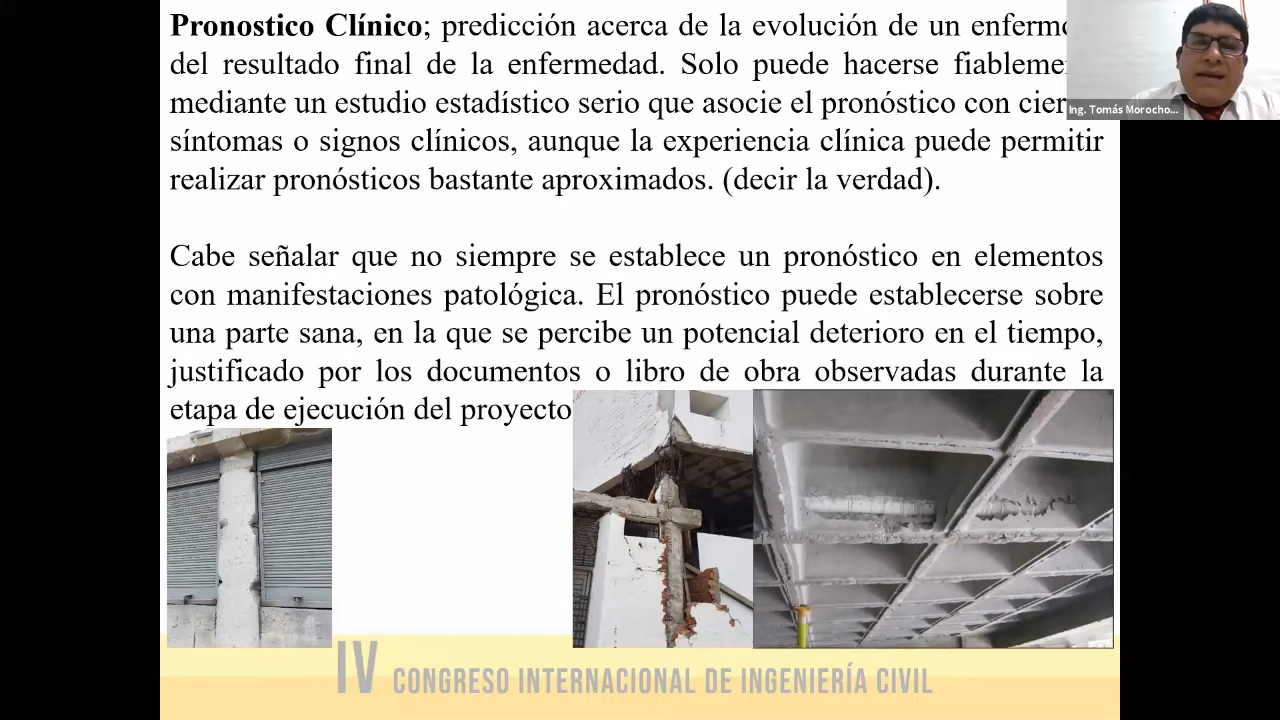 Pronostico Clínico; predicción acerca de la evolución de un
del resultado final de la enfermedad. Solo puede hacerse
mediante un estudio estadístico serio que asocie el pronóstico con
síntomas o signos clínicos, aunque la experiencia clínica puede permitir
realizar pronósticos bastante aproximados. (decir la verdad).
Cabe señalar que no siempre se establece un pronóstico en elementos
con manifestaciones patológica. El pronóstico puede establecerse sobre
una parte sana, en la que se percibe un potencial deterioro en el tiempo,
justificado por los documentos o libro de obra observadas durante la
etapa de ejecución del proyecto
Ing. Tomás Morocho...
IV CONGRESO INTERNACIONAL DE INGENIERÍA CIVIL